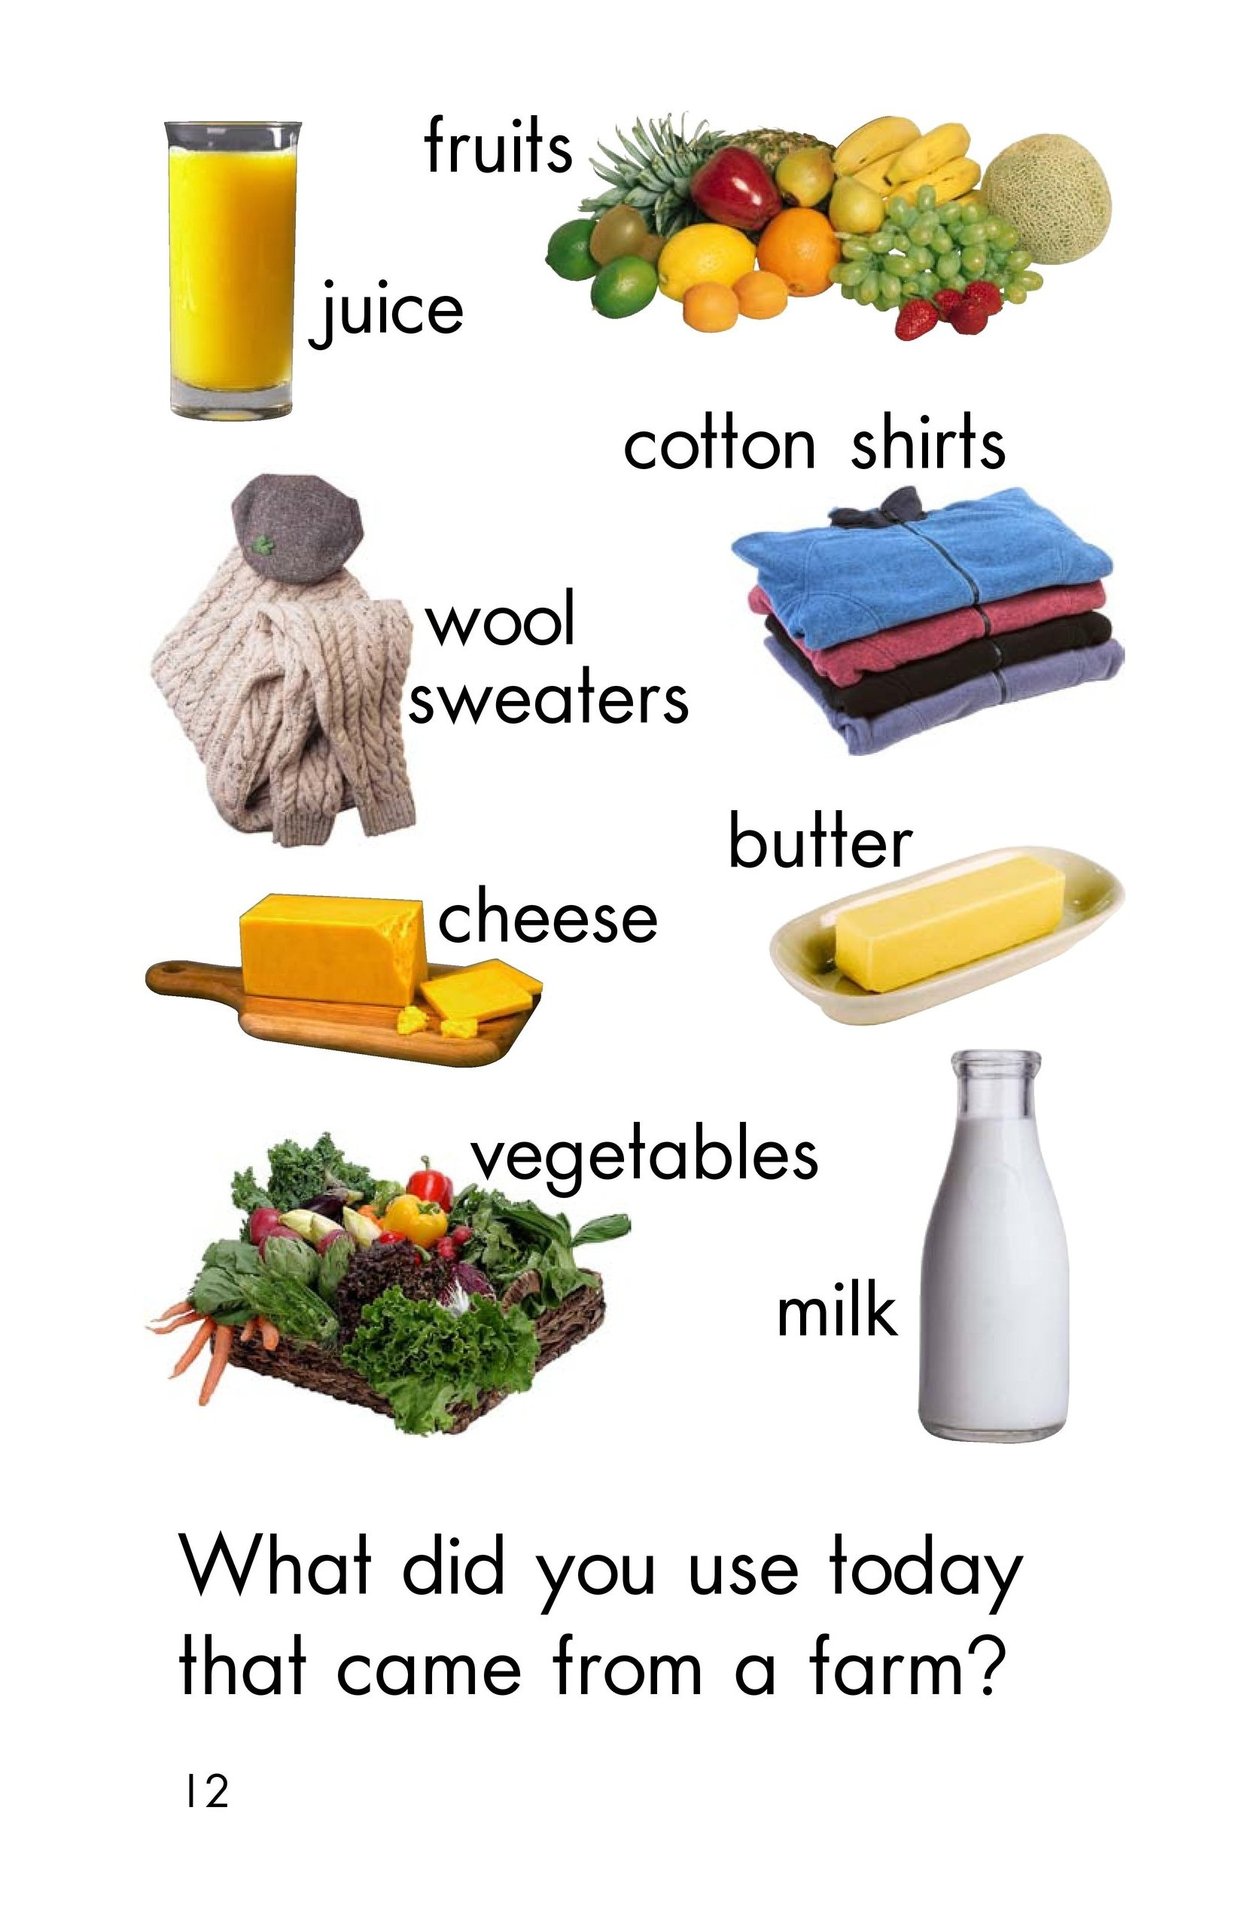 fruits
juice
cotton shirts
wool
sweaters
butter
cheese
vegetables
milk
What did you use today
that came from a farm?
12